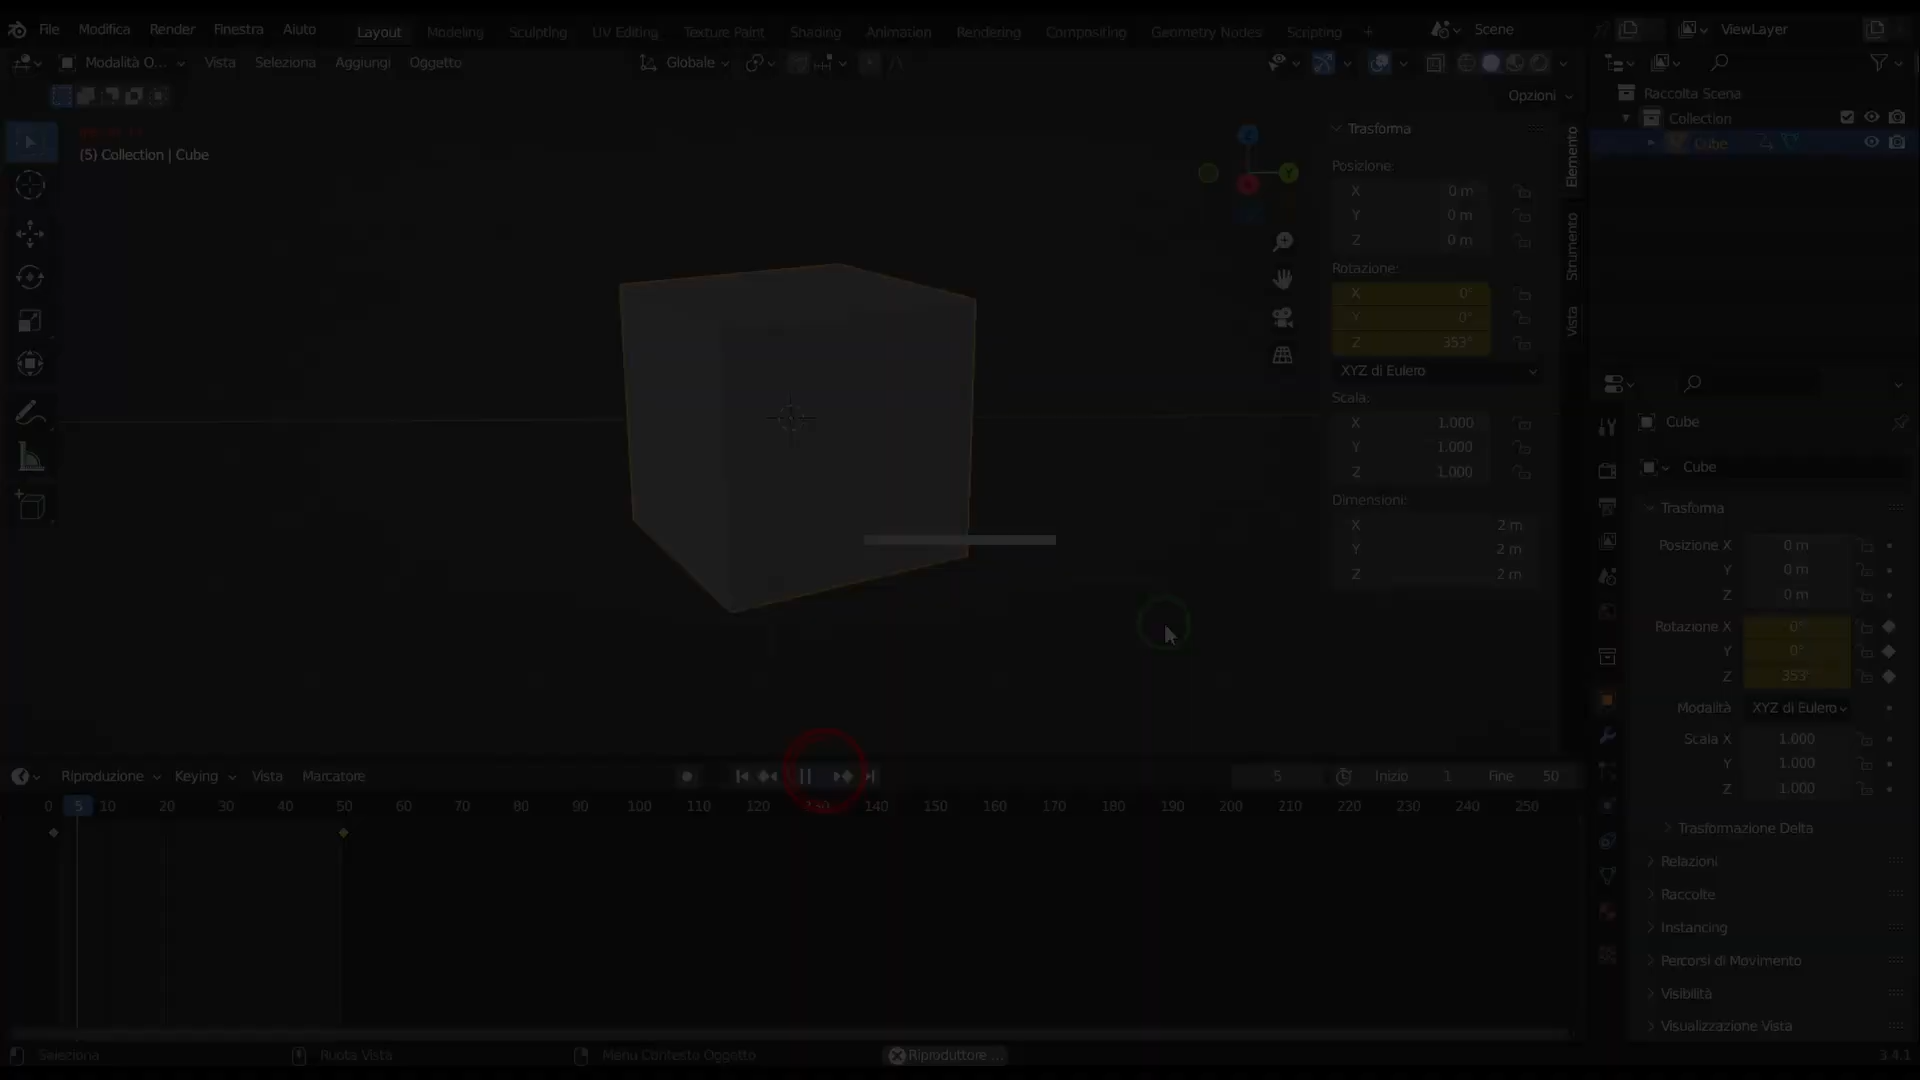 File Modifica Render Finestra Aiuto Layout Modeling Sculpting UV Editing Texture Paint Shading Animation Rendering Compositing Geometry Nodes Scripting + Scene ViewLayer
Modalità O... Vista Seleziona Aggiungi Oggetto Globale
Opzioni
(5) Collection | Cube
Raccolta Scena
Collection
Cube
Trasforma
Posizione:
X 0 m
Y 0 m
Z 0 m
Rotazione:
X 0°
Y 0°
Z 353°
XYZ di Eulero
Scala:
X 1.000
Y 1.000
Z 1.000
Dimensioni:
X 2 m
Y 2 m
Z 2 m
Elemento
Strumento
Vista
Cube
Cube
Trasforma
Posizione X 0 m
Y 0 m
Z 0 m
Rotazione X 0°
Y 0°
Z 353°
Modalità XYZ di Eulero
Scala X 1.000
Y 1.000
Z 1.000
Trasformazione Delta
Relazioni
Raccolte
Instancing
Percorsi di Movimento
Visibilità
Visualizzazione Vista
Riproduzione Keying Vista Marcatore 5 Inizio 1 Fine 50
0 5 10 20 30 40 50 60 70 80 90 100 110 120 130 140 150 160 170 180 190 200 210 220 230 240 250
Seleziona Ruota Vista Menu Contesto Oggetto Riproduttore ... 3.4.1